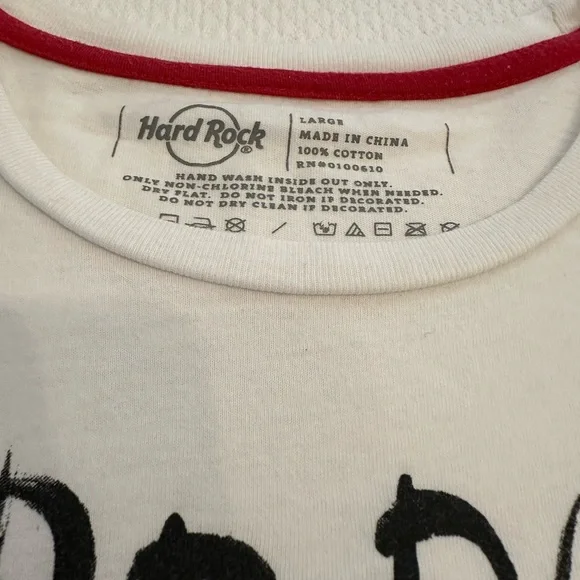 Hard Rock®
LARGE
MADE IN CHINA
100% COTTON
RN#0100610
HAND WASH INSIDE OUT ONLY.
ONLY NON-CHLORINE BLEACH WHEN NEEDED.
DRY FLAT. DO NOT IRON IF DECORATED.
DO NOT DRY CLEAN IF DECORATED.